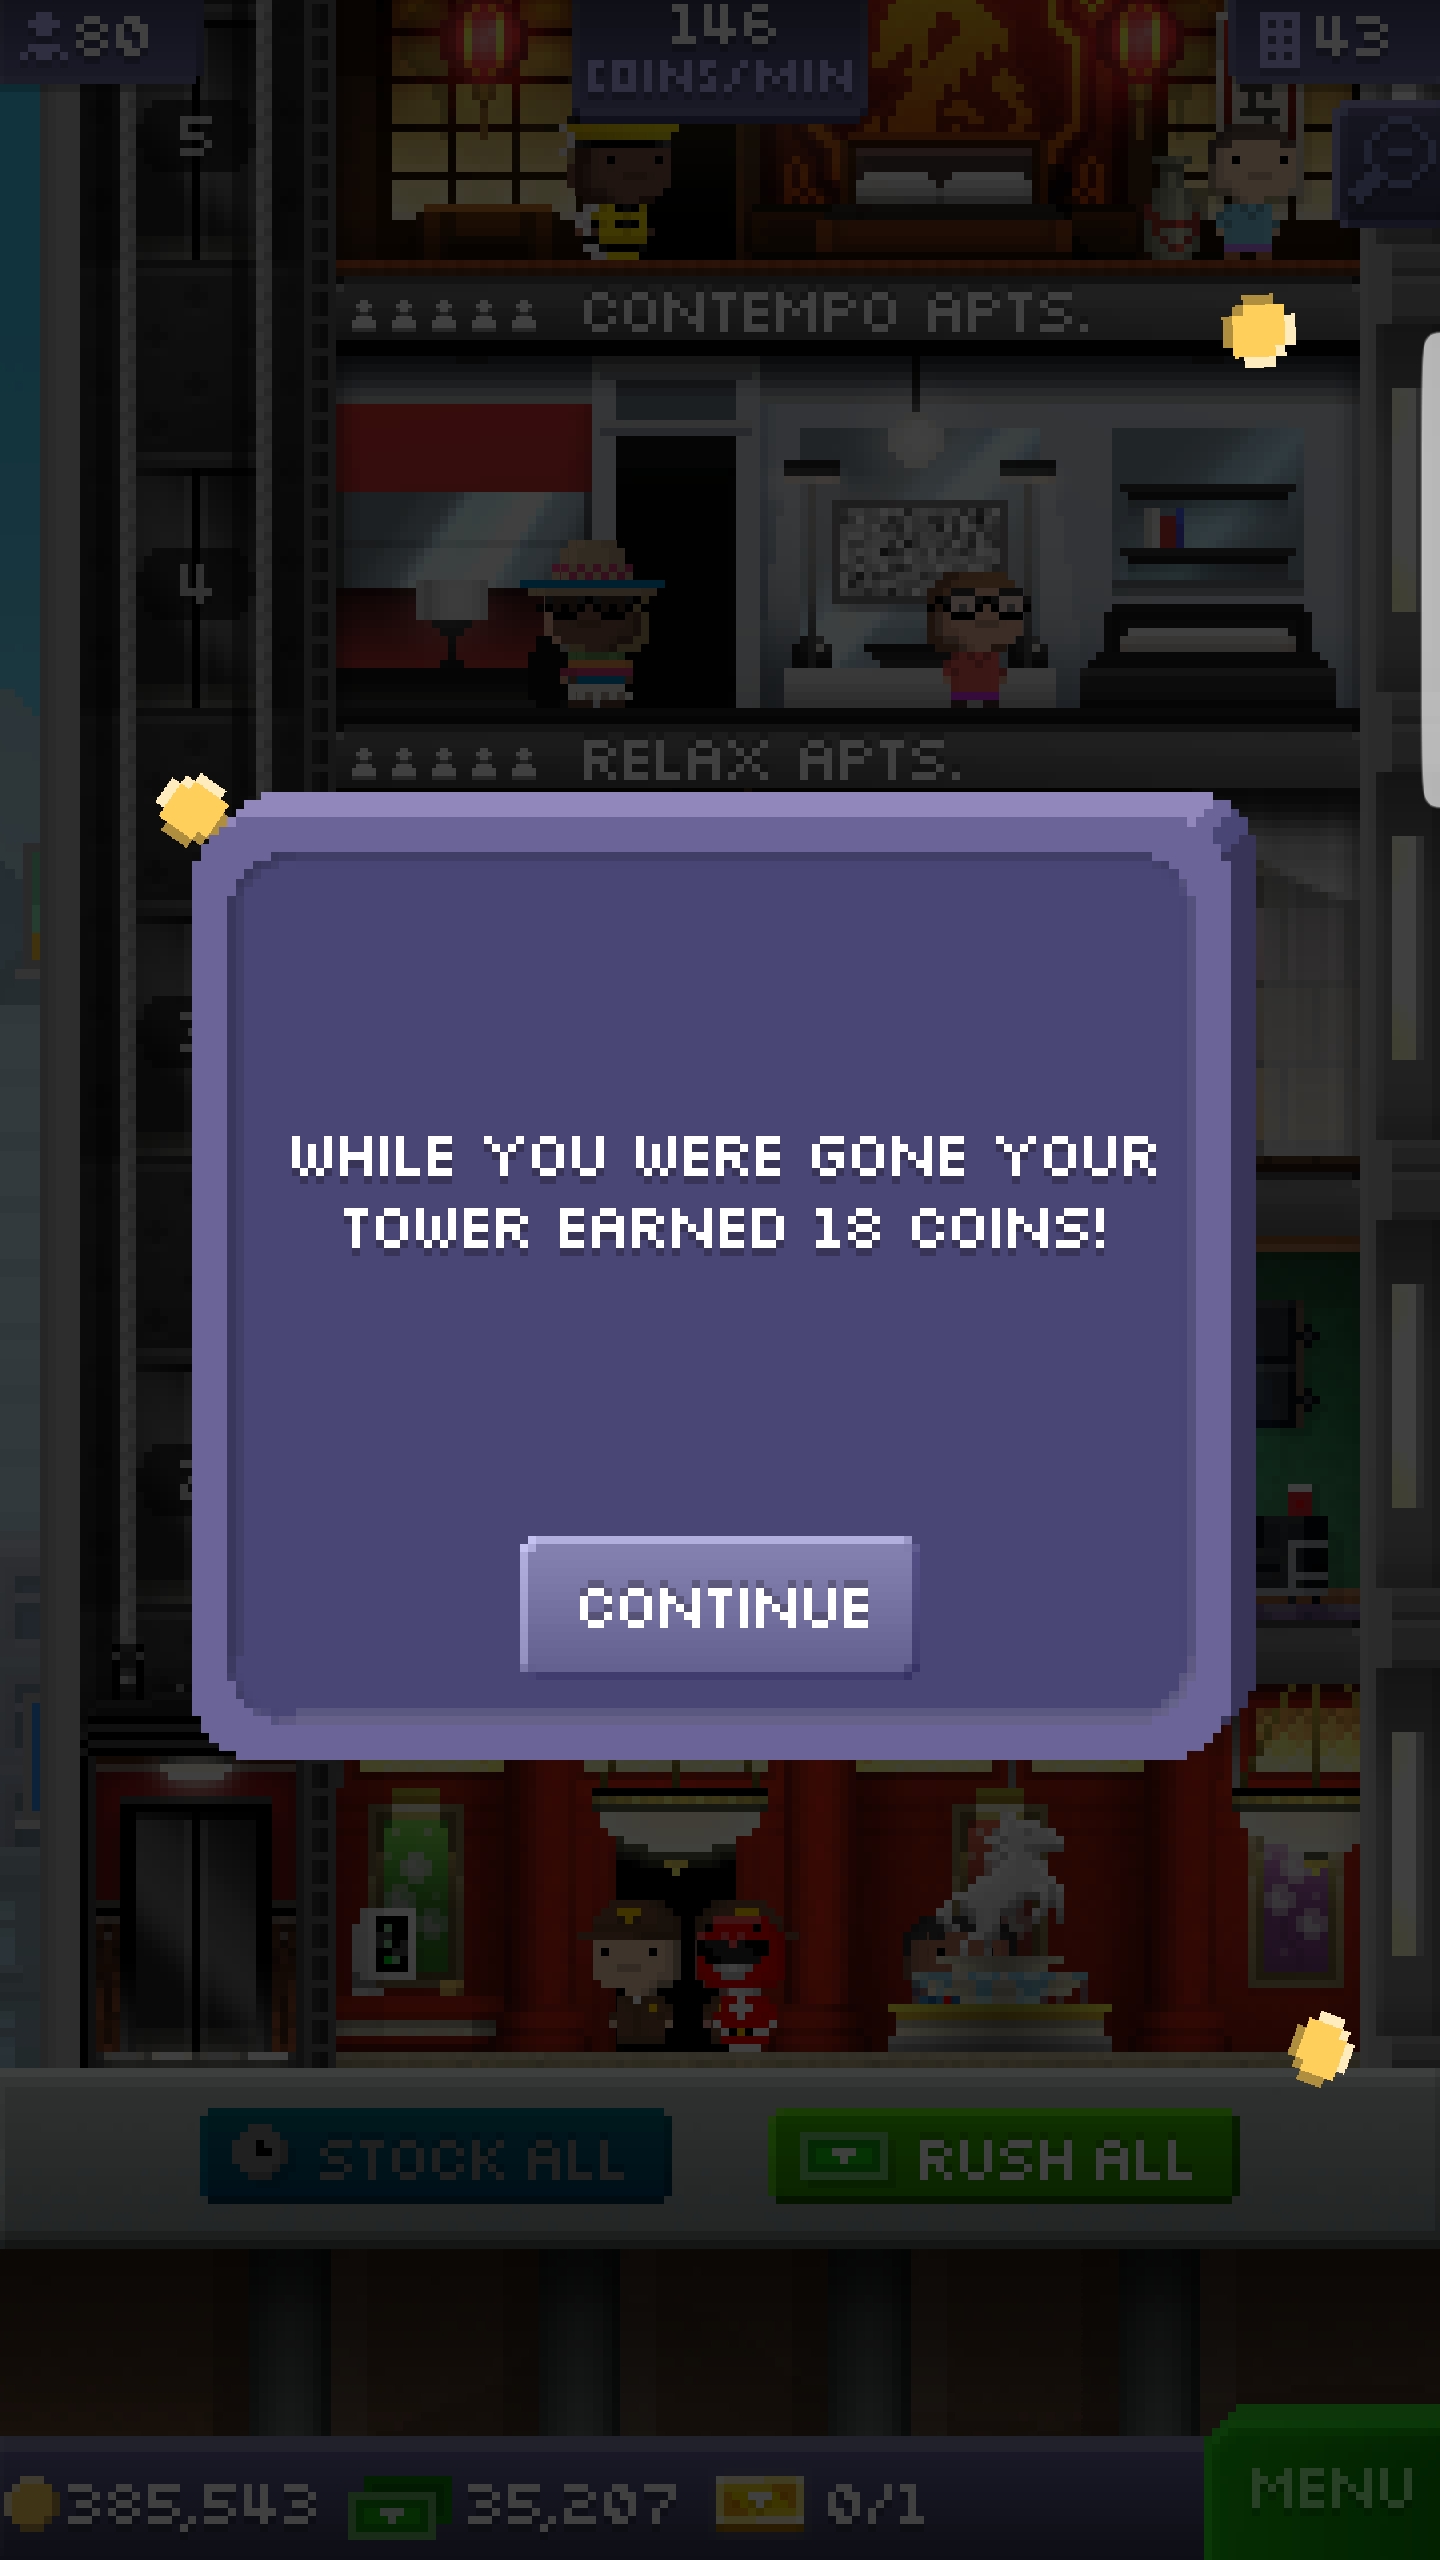 80
146
COINS/MIN
43
5
CONTEMPO APTS.
4
RELAX APTS.
WHILE YOU WERE GONE YOUR
TOWER EARNED 18 COINS!
CONTINUE
STOCK ALL
RUSH ALL
385,543
35,207
0/1
MENU